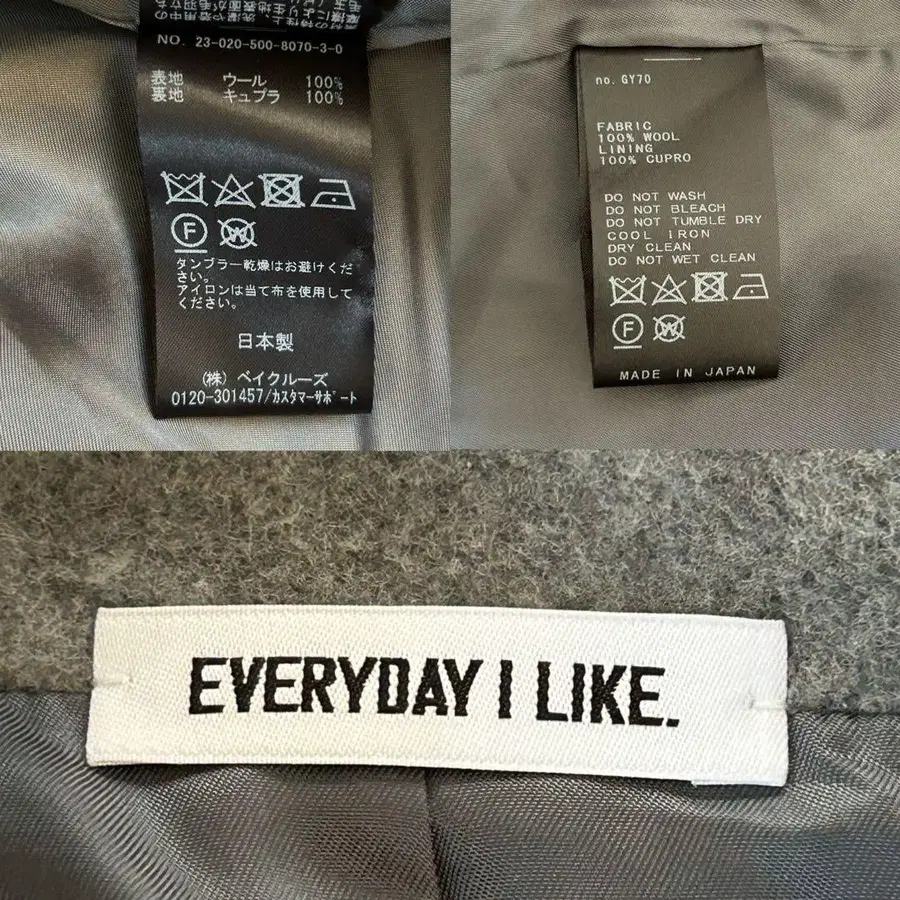 NO. 23-020-500-8070-3-0
表地 ウール 100%
裏地 キュプラ 100%
F W
タンブラー乾燥はお避けくだ
さい。
アイロンは当て布を使用して
ください。
日本製
(株) ベイクルーズ
0120-301457/カスタマーサポート
no. GY70
FABRIC
100% WOOL
LINING
100% CUPRO
DO NOT WASH
DO NOT BLEACH
DO NOT TUMBLE DRY
COOL IRON
DRY CLEAN
DO NOT WET CLEAN
F W
MADE IN JAPAN
EVERYDAY I LIKE.